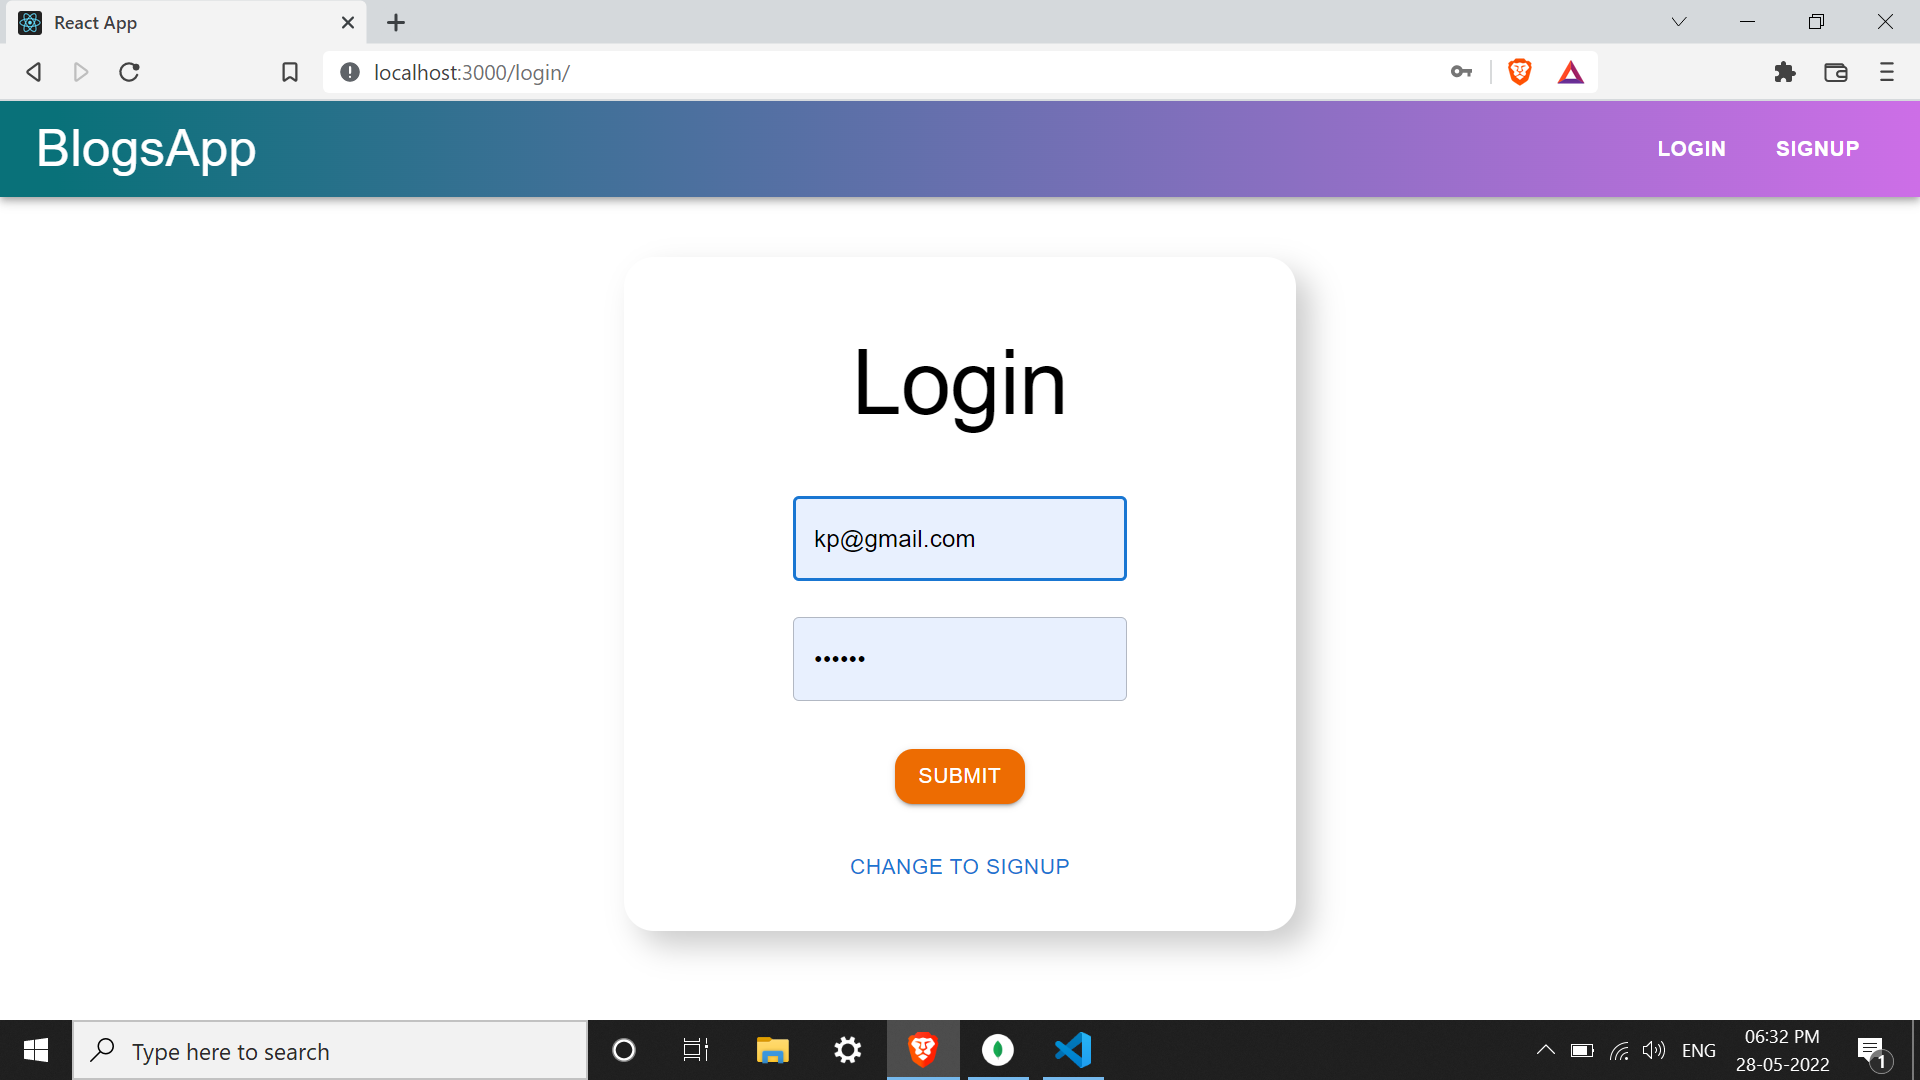 React App
localhost:3000/login/
BlogsApp
LOGIN SIGNUP
Login
kp@gmail.com
••••••
SUBMIT
CHANGE TO SIGNUP
Type here to search
ENG
06:32 PM
28-05-2022
1